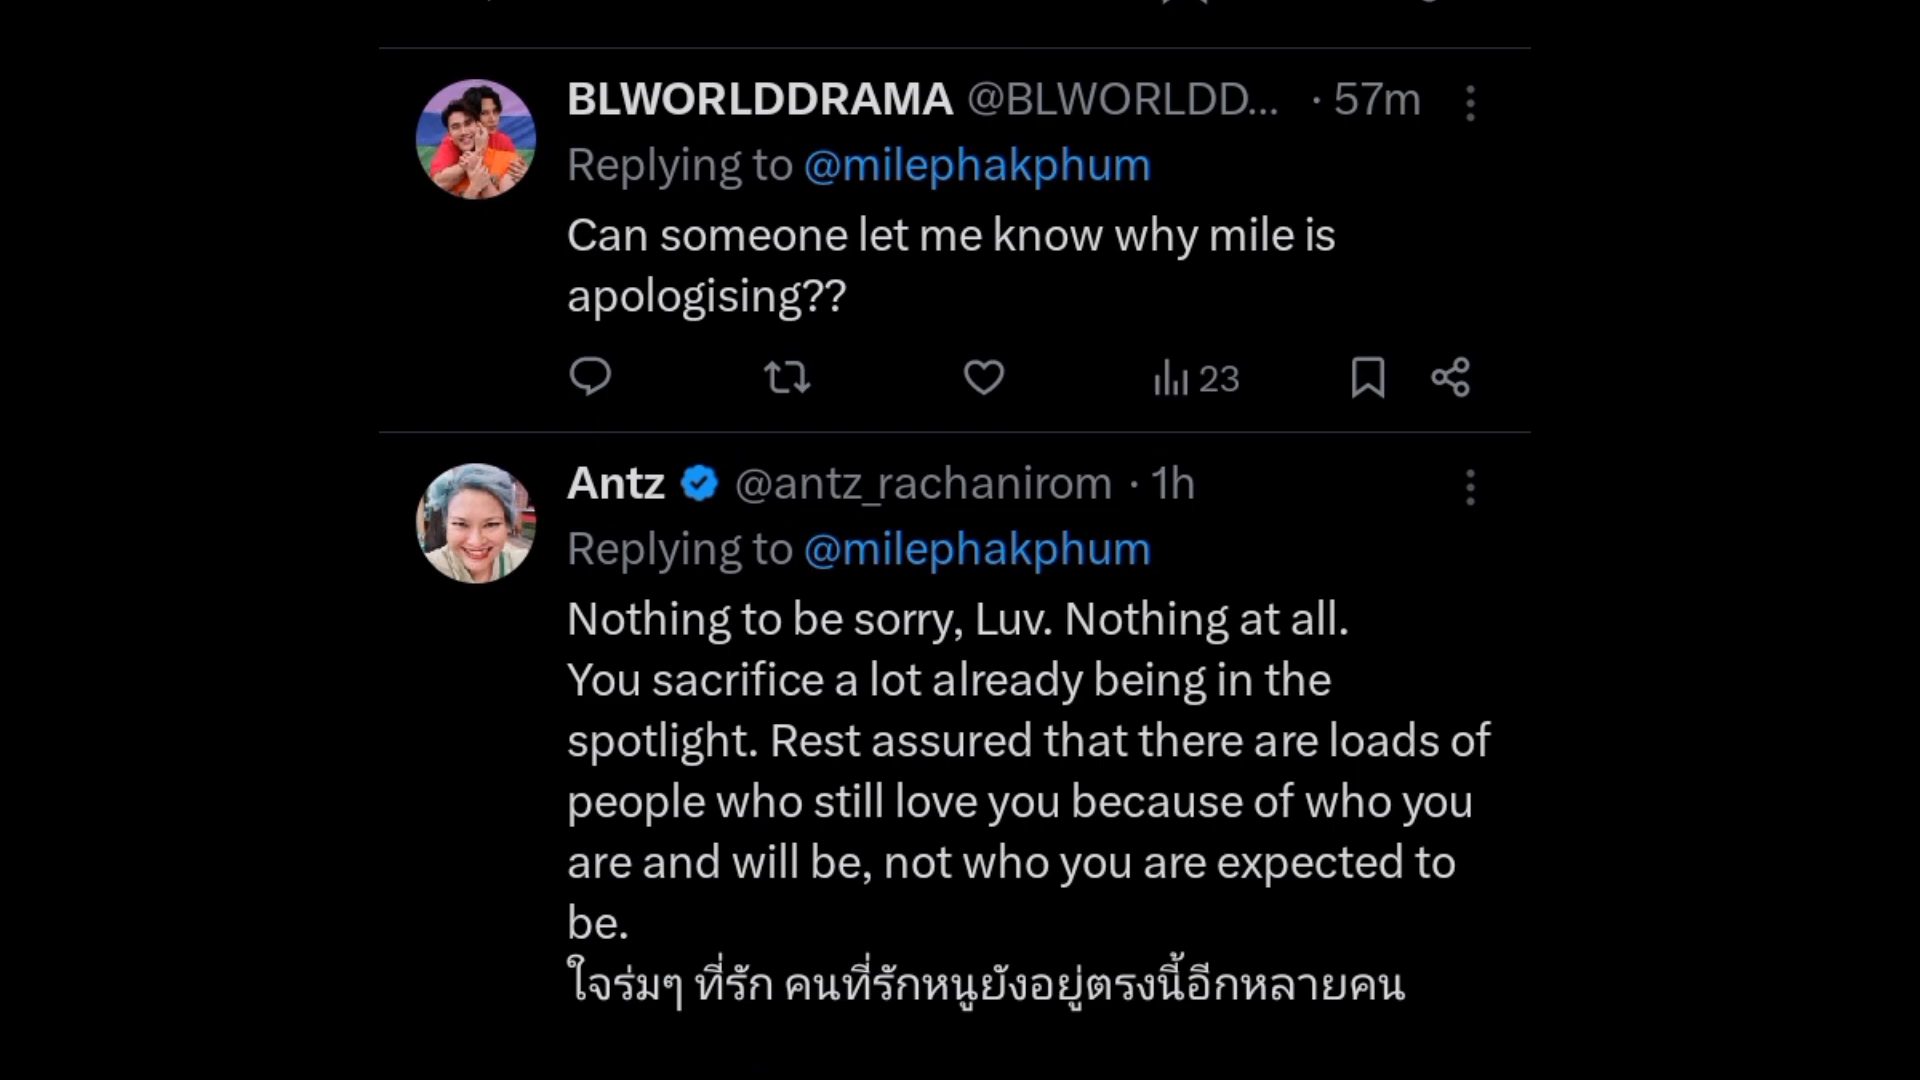 BLWORLDDRAMA @BLWORLDD... · 57m
Replying to @milephakphum
Can someone let me know why mile is
apologising??
23
Antz @antz_rachanirom · 1h
Replying to @milephakphum
Nothing to be sorry, Luv. Nothing at all.
You sacrifice a lot already being in the
spotlight. Rest assured that there are loads of
people who still love you because of who you
are and will be, not who you are expected to
be.
ใจร่มๆ ที่รัก คนที่รักหนูยังอยู่ตรงนี้อีกหลายคน